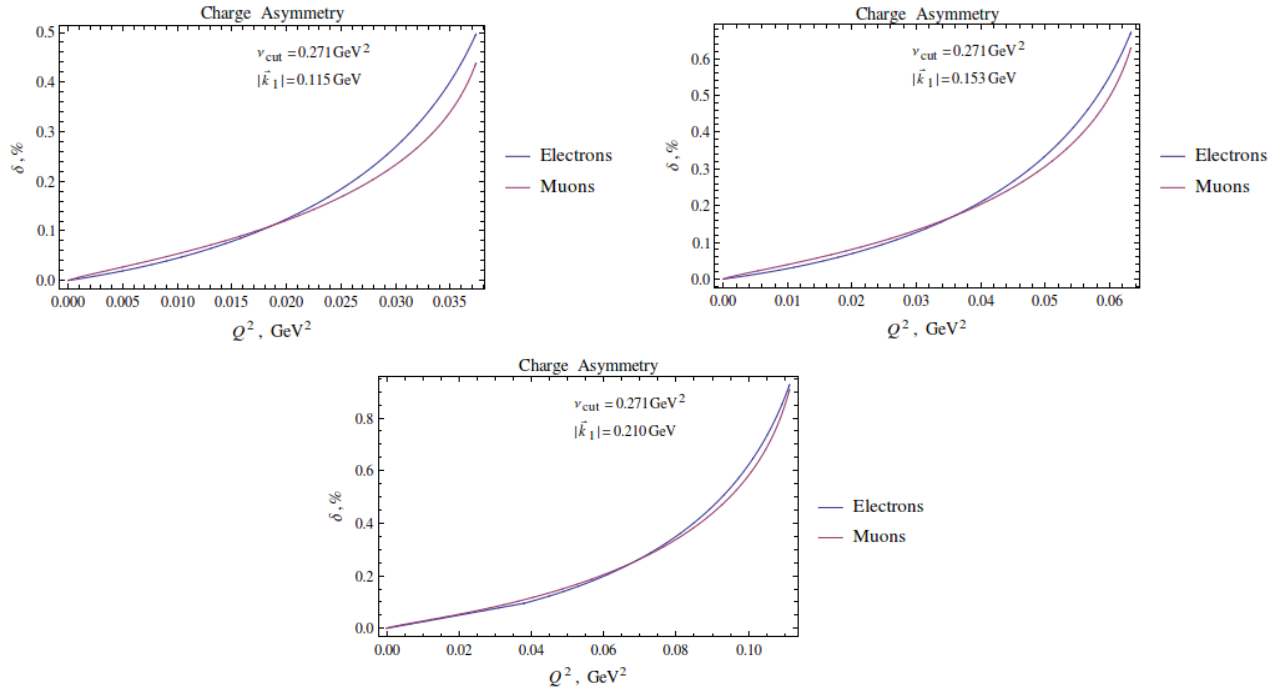 Charge Asymmetry
ν_cut = 0.271 GeV²
|k⃗₁| = 0.115 GeV
0.5
0.4
0.3
0.2
0.1
0.0
δ, %
0.000 0.005 0.010 0.015 0.020 0.025 0.030 0.035
Q², GeV²
Electrons
Muons
Charge Asymmetry
ν_cut = 0.271 GeV²
|k⃗₁| = 0.153 GeV
0.6
0.5
0.4
0.3
0.2
0.1
0.0
δ, %
0.00 0.01 0.02 0.03 0.04 0.05 0.06
Q², GeV²
Electrons
Muons
Charge Asymmetry
ν_cut = 0.271 GeV²
|k⃗₁| = 0.210 GeV
0.8
0.6
0.4
0.2
0.0
δ, %
0.00 0.02 0.04 0.06 0.08 0.10
Q², GeV²
Electrons
Muons